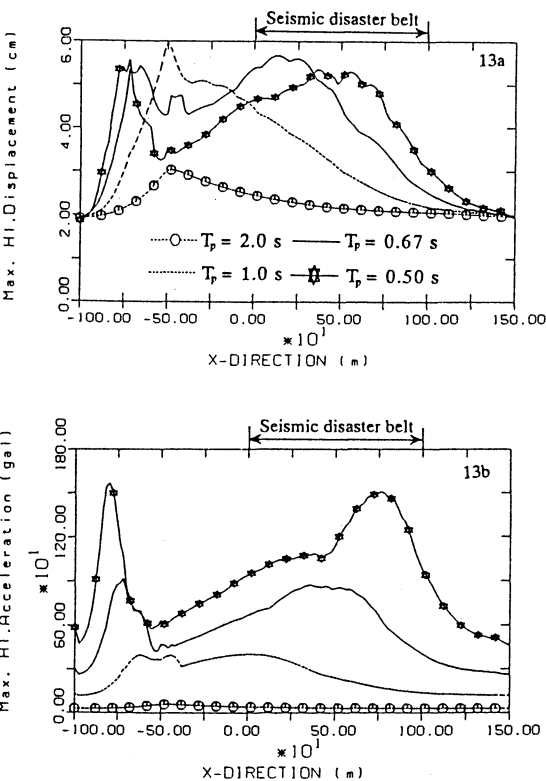 Seismic disaster belt
13a
Max. Hl.Displacement (cm)
6.00
4.00
2.00
0.00
Tp = 2.0 s
Tp = 0.67 s
Tp = 1.0 s
Tp = 0.50 s
-100.00 -50.00 0.00 50.00 100.00 150.00
*10¹
X-DIRECTION (m)
Seismic disaster belt
13b
Max. Hl.Acceleration (gal)
*10¹
180.00
120.00
60.00
0.00
-100.00 -50.00 0.00 50.00 100.00 150.00
*10¹
X-DIRECTION (m)